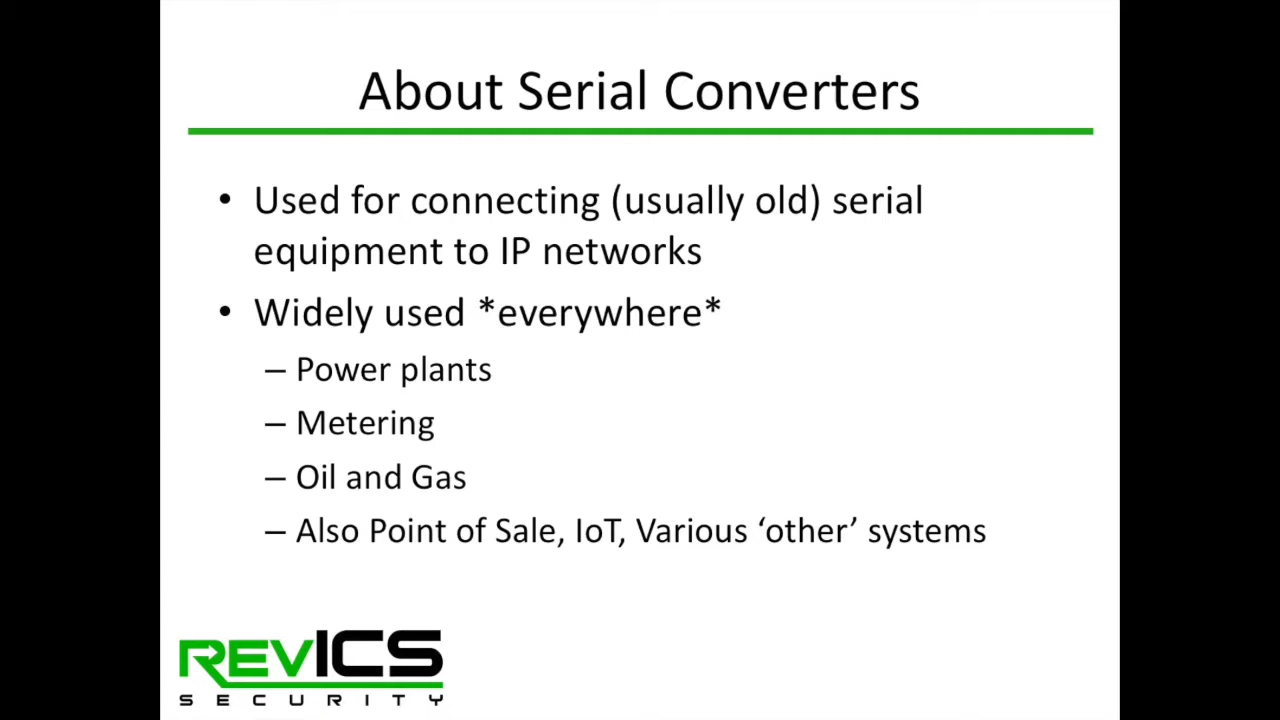 About Serial Converters
• Used for connecting (usually old) serial
equipment to IP networks
• Widely used *everywhere*
– Power plants
– Metering
– Oil and Gas
– Also Point of Sale, IoT, Various ‘other’ systems
REVICS
SECURITY